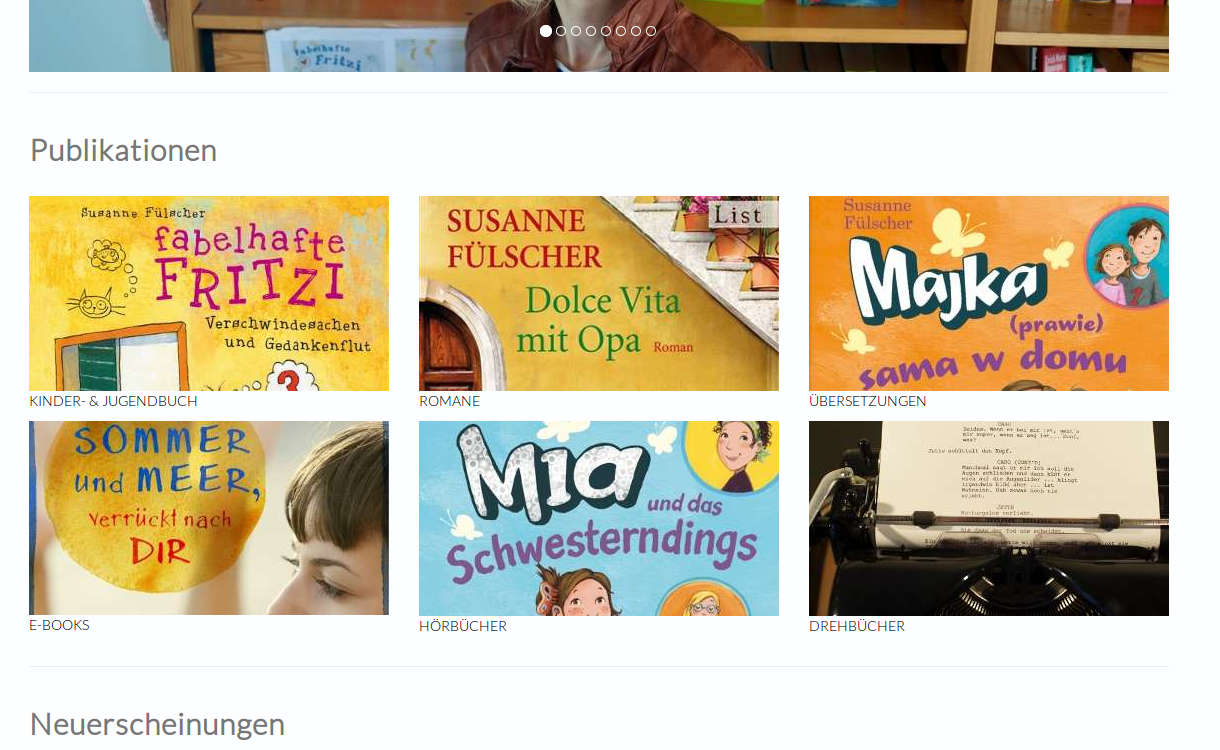 Fabelhafte
Fritzi
Publikationen
Susanne Fülscher
fabelhafte
FRITZI
Verschwindesachen
und Gedankenflut
?
KINDER- & JUGENDBUCH
List
SUSANNE
FÜLSCHER
Dolce Vita
mit Opa Roman
ROMANE
Susanne
Fülscher
Majka
(prawie)
sama w domu
ÜBERSETZUNGEN
SOMMER
und MEER,
verrückt nach
DIR
E-BOOKS
Mia
und das
Schwesterndings
HÖRBÜCHER
DREHBÜCHER
Neuerscheinungen